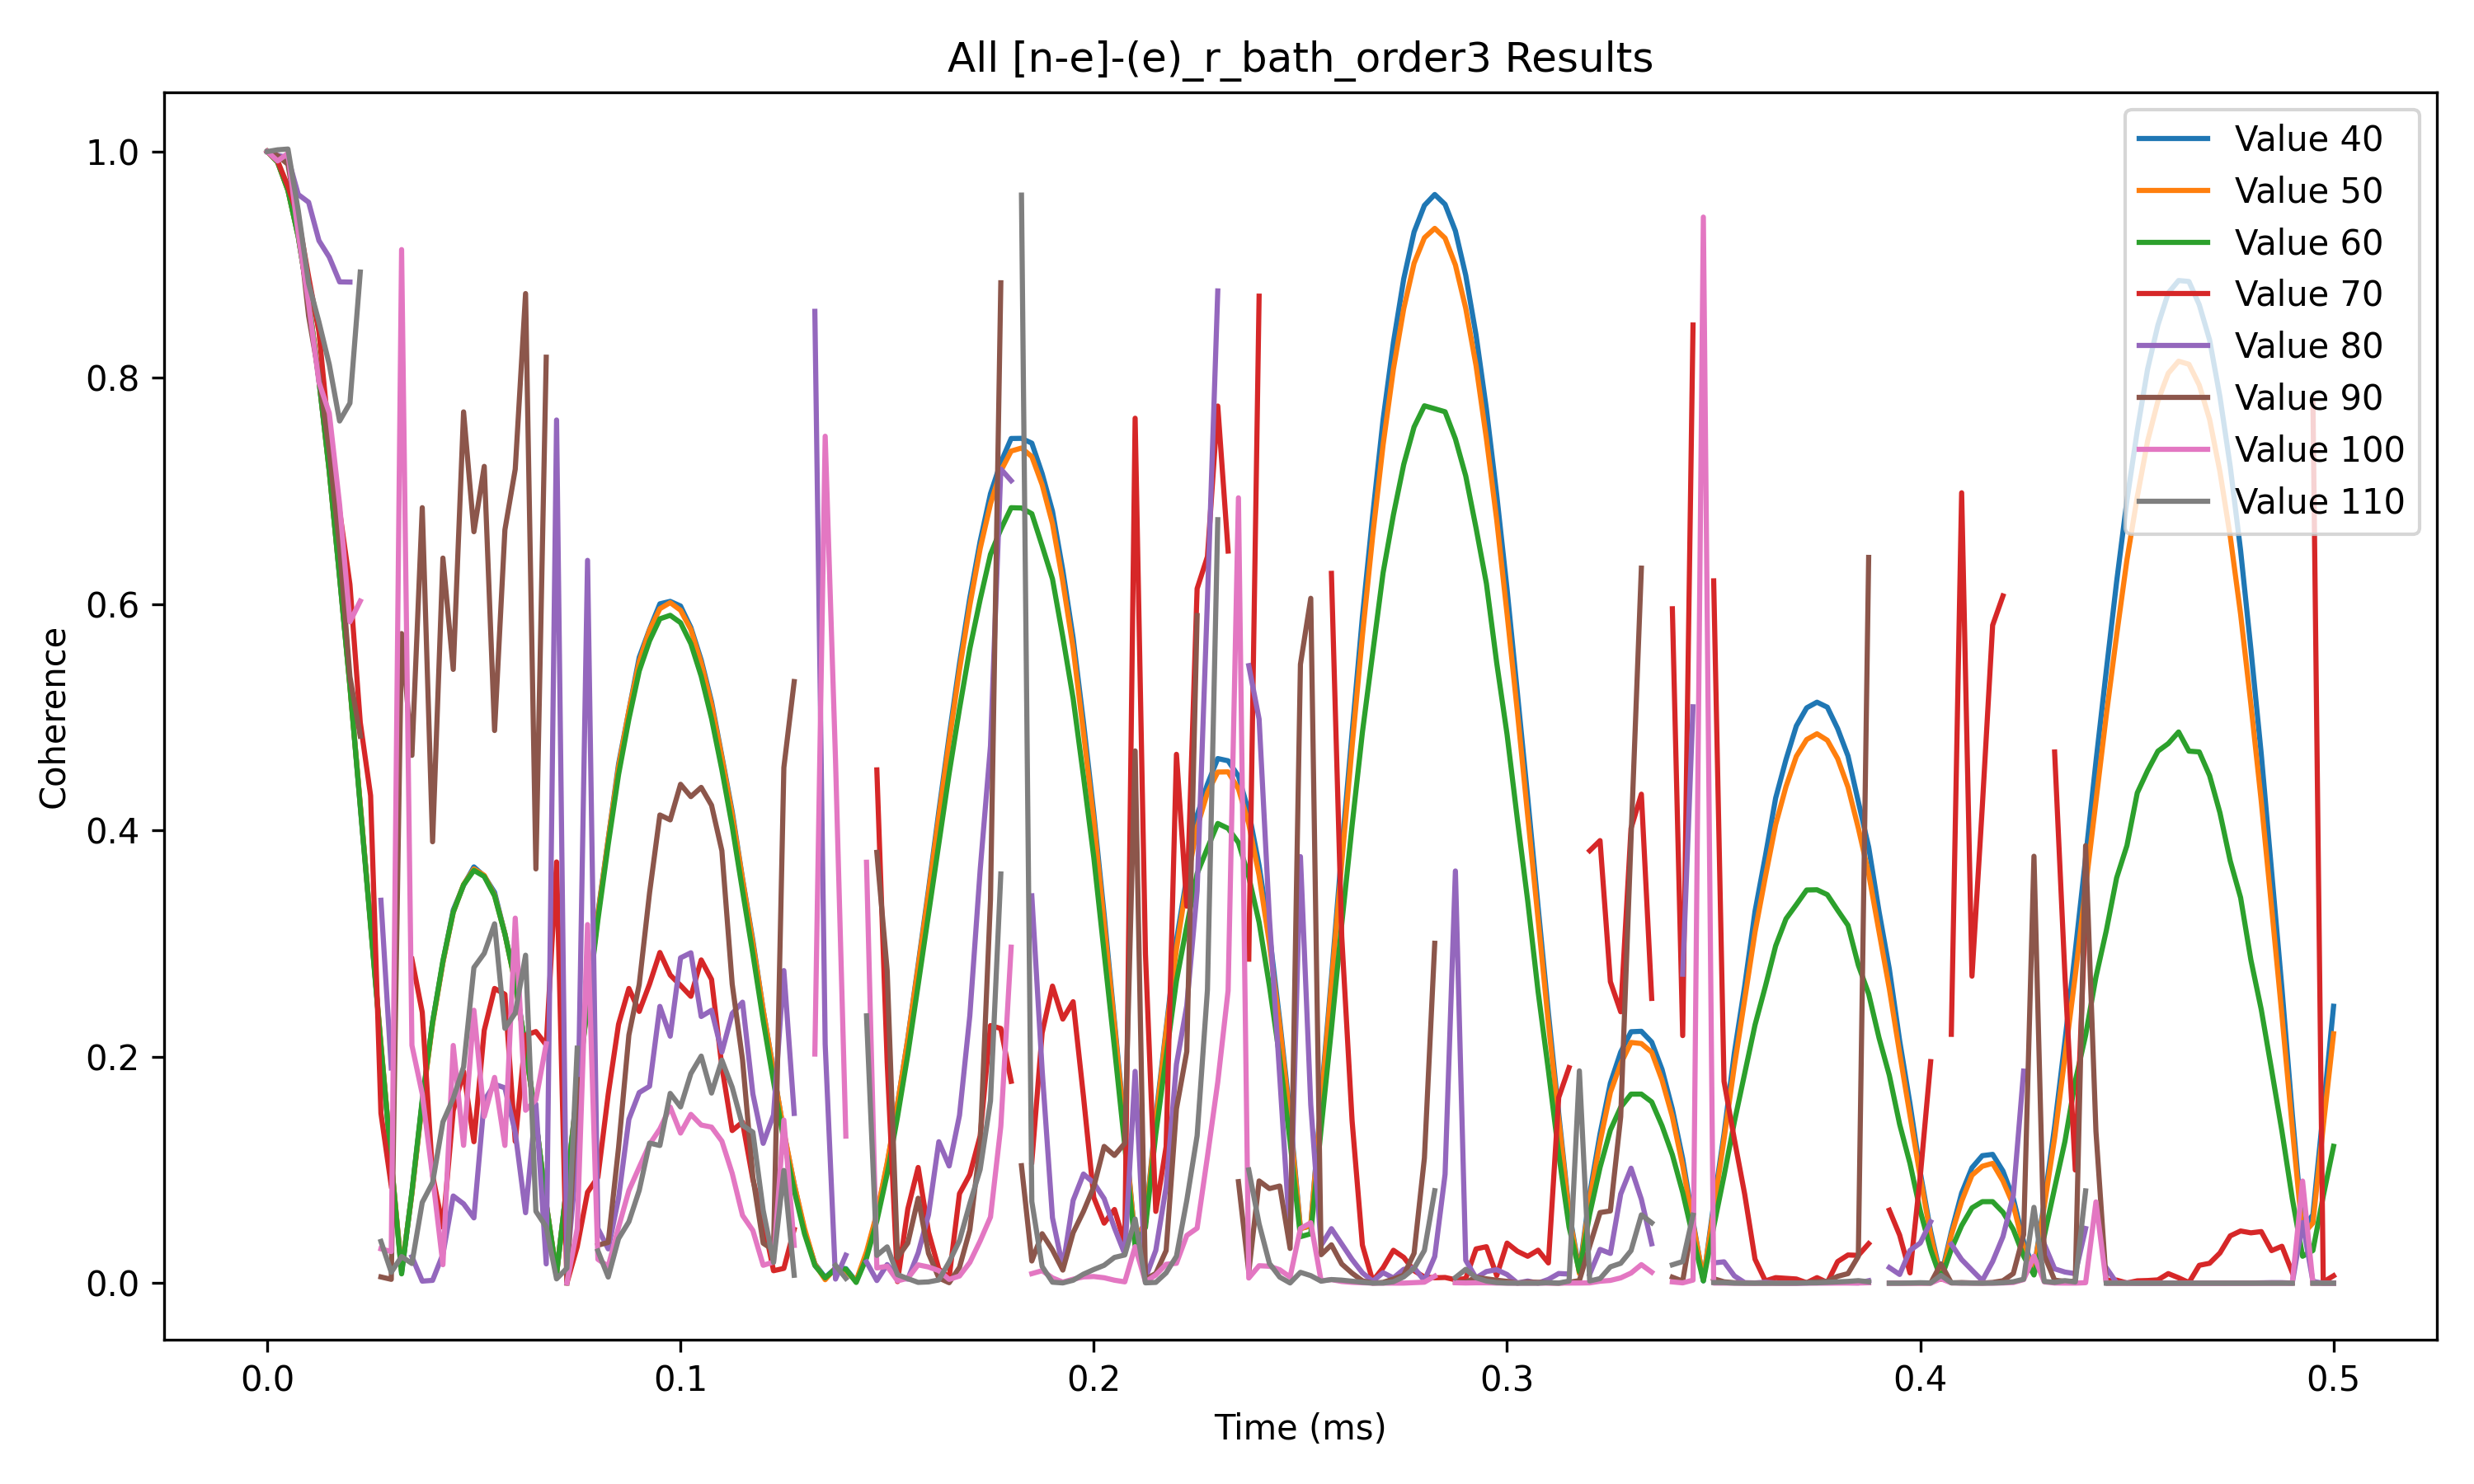 All [n-e]-(e)_r_bath_order3 Results
Coherence
1.0
0.8
0.6
0.4
0.2
0.0
0.0
0.1
0.2
0.3
0.4
0.5
Time (ms)
Value 40
Value 50
Value 60
Value 70
Value 80
Value 90
Value 100
Value 110